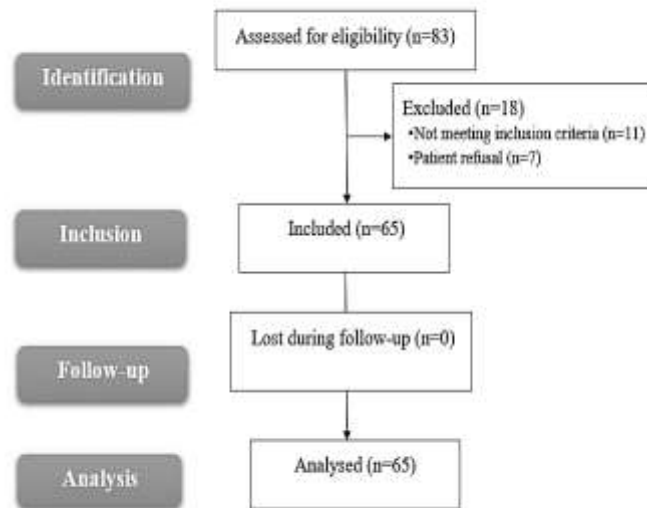 Assessed for eligibility (n=83)
Identification
Excluded (n=18)
•Not meeting inclusion criteria (n=11)
•Patient refusal (n=7)
Inclusion
Included (n=65)
Lost during follow-up (n=0)
Follow-up
Analysed (n=65)
Analysis